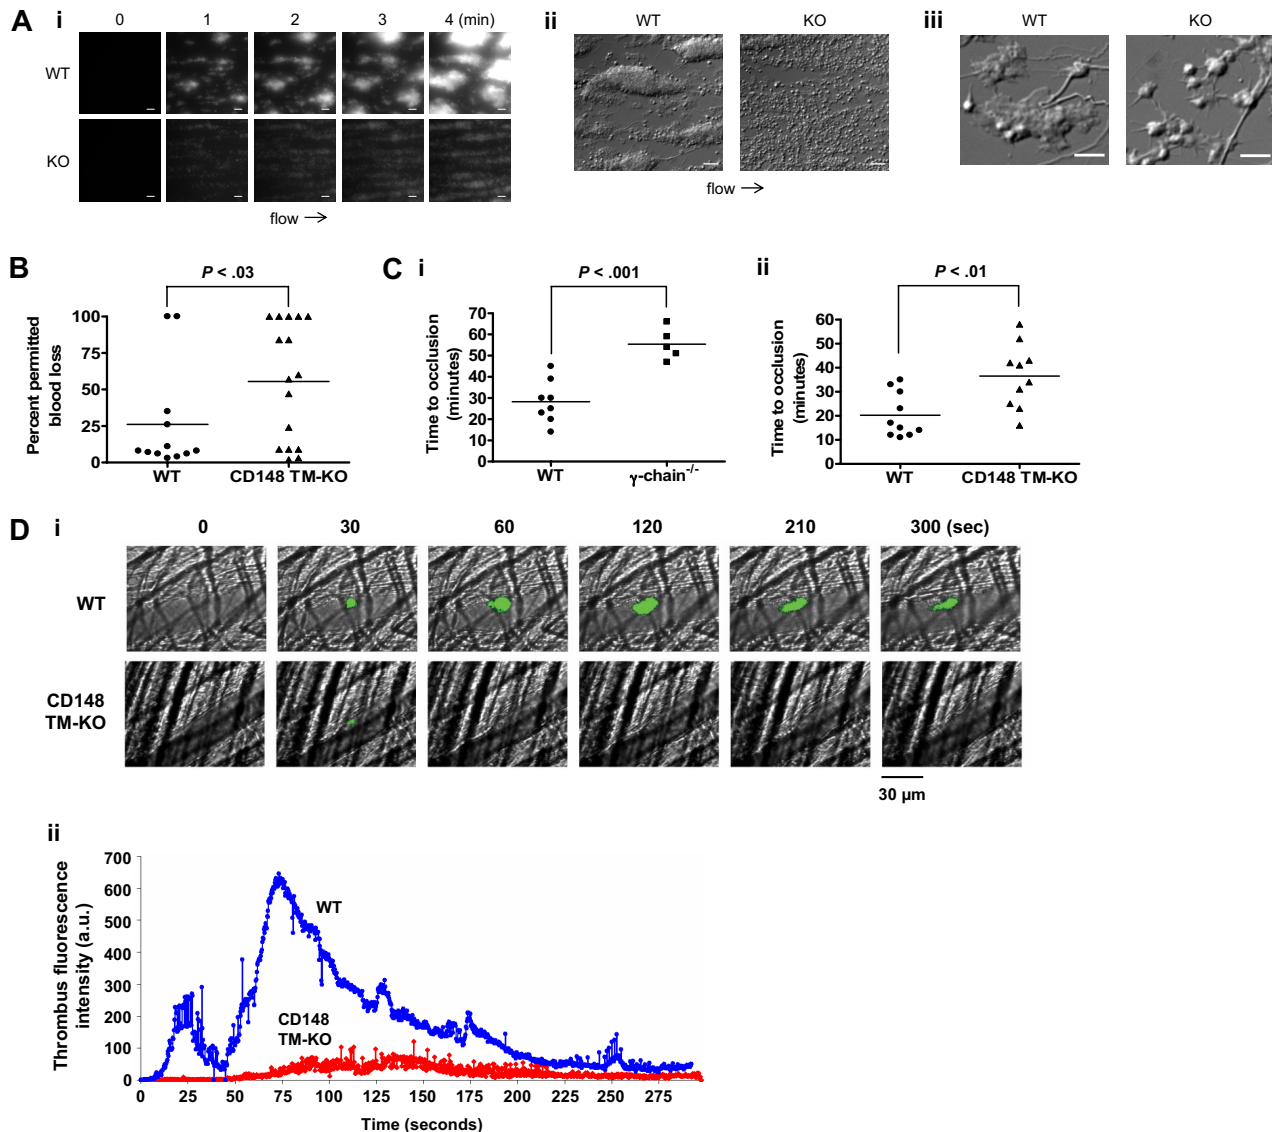 A i 0 1 2 3 4 (min)
WT
KO
flow →
ii WT KO
flow →
iii WT KO
B
P < .03
Percent permitted
blood loss
100
75
50
25
0
WT CD148 TM-KO
C i
P < .001
Time to occlusion
(minutes)
70
60
50
40
30
20
10
0
WT γ-chain-/-
ii
P < .01
Time to occlusion
(minutes)
60
50
40
30
20
10
0
WT CD148 TM-KO
D i 0 30 60 120 210 300 (sec)
WT
CD148
TM-KO
30 µm
ii
Thrombus fluorescence
intensity (a.u.)
700
600
500
400
300
200
100
0
WT
CD148
TM-KO
0 25 50 75 100 125 150 175 200 225 250 275
Time (seconds)